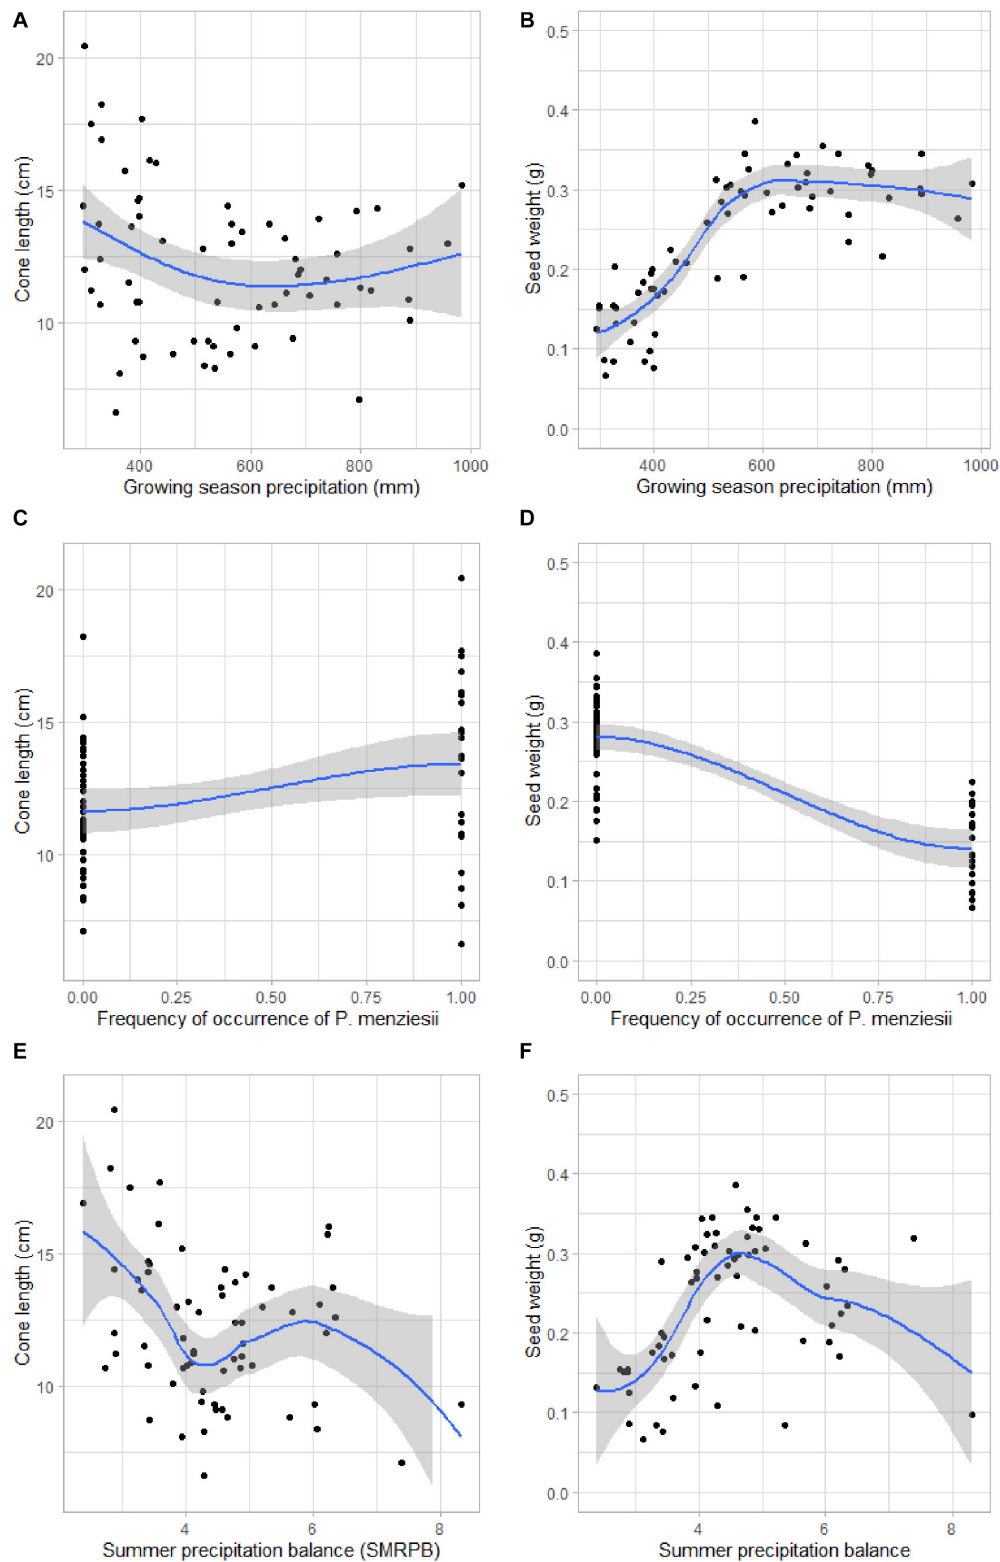 A
B
20
15
10
Cone length (cm)
400
600
800
1000
Growing season precipitation (mm)
0.5
0.4
0.3
0.2
0.1
0.0
Seed weight (g)
400
600
800
1000
Growing season precipitation (mm)
C
D
20
15
10
Cone length (cm)
0.00
0.25
0.50
0.75
1.00
Frequency of occurrence of P. menziesii
0.5
0.4
0.3
0.2
0.1
0.0
Seed weight (g)
0.00
0.25
0.50
0.75
1.00
Frequency of occurrence of P. menziesii
E
F
20
15
10
Cone length (cm)
4
6
8
Summer precipitation balance (SMRPB)
0.5
0.4
0.3
0.2
0.1
0.0
Seed weight (g)
4
6
8
Summer precipitation balance